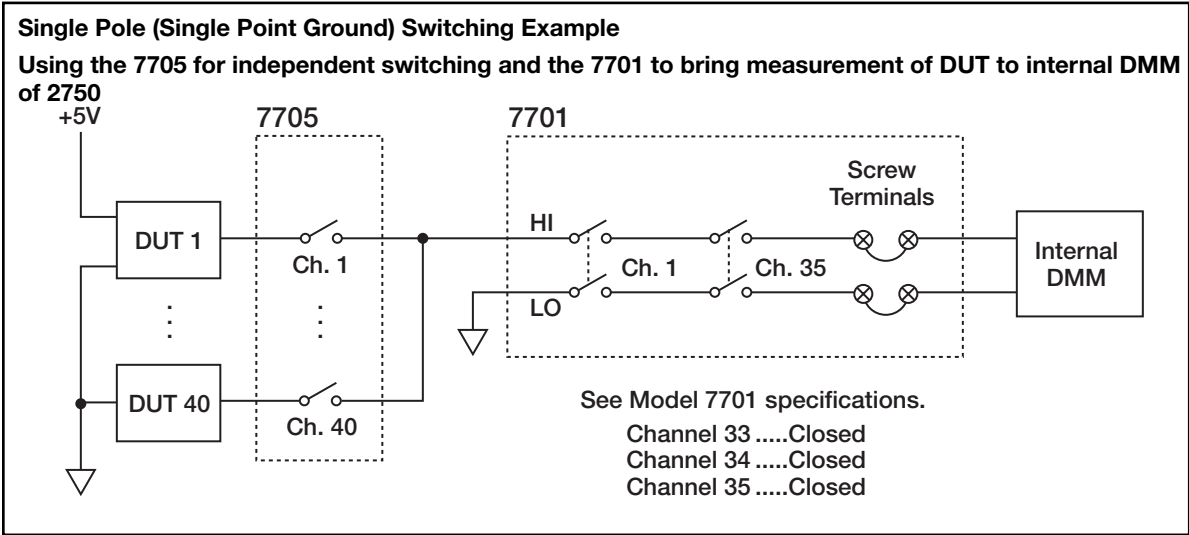 Single Pole (Single Point Ground) Switching Example
Using the 7705 for independent switching and the 7701 to bring measurement of DUT to internal DMM
of 2750
+5V
7705
7701
DUT 1
Ch. 1
HI
LO
Ch. 1
Ch. 35
Screw
Terminals
Internal
DMM
DUT 40
Ch. 40
See Model 7701 specifications.
Channel 33 .....Closed
Channel 34 .....Closed
Channel 35 .....Closed